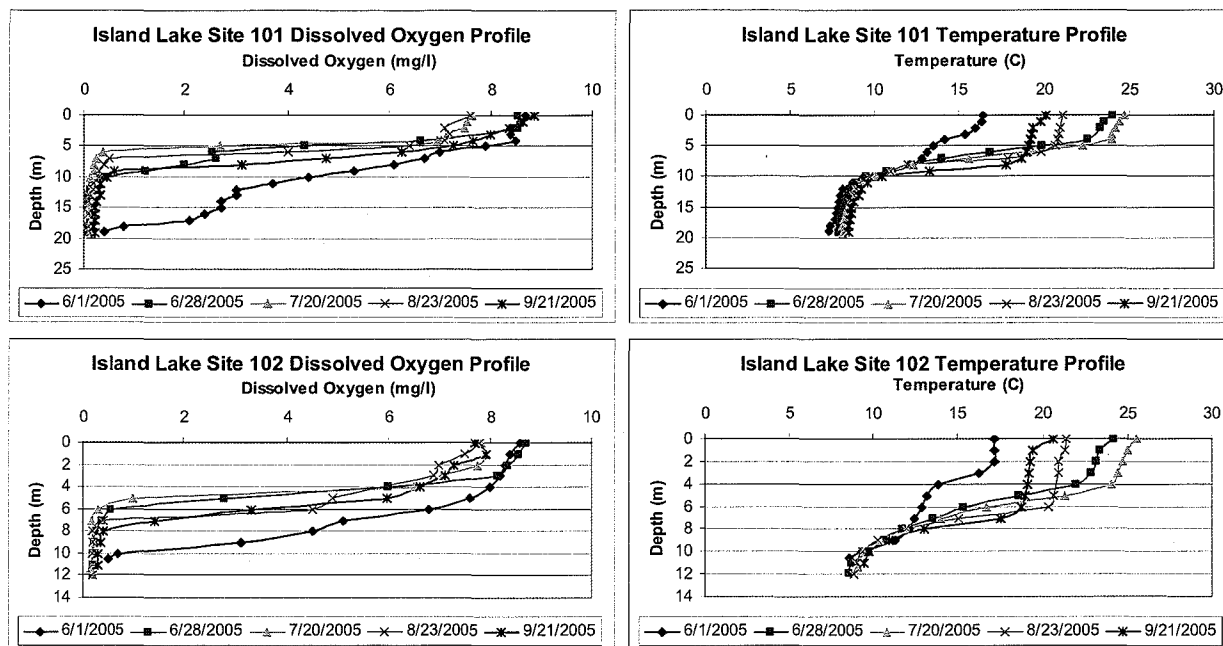 Island Lake Site 101 Dissolved Oxygen Profile
Dissolved Oxygen (mg/l)
0 2 4 6 8 10
Depth (m)
0
5
10
15
20
25
6/1/2005 6/28/2005 7/20/2005 8/23/2005 9/21/2005
Island Lake Site 101 Temperature Profile
Temperature (C)
0 5 10 15 20 25 30
Depth (m)
0
5
10
15
20
25
6/1/2005 6/28/2005 7/20/2005 8/23/2005 9/21/2005
Island Lake Site 102 Dissolved Oxygen Profile
Dissolved Oxygen (mg/l)
0 2 4 6 8 10
Depth (m)
0
2
4
6
8
10
12
14
6/1/2005 6/28/2005 7/20/2005 8/23/2005 9/21/2005
Island Lake Site 102 Temperature Profile
Temperature (C)
0 5 10 15 20 25 30
Depth (m)
0
2
4
6
8
10
12
14
6/1/2005 6/28/2005 7/20/2005 8/23/2005 9/21/2005